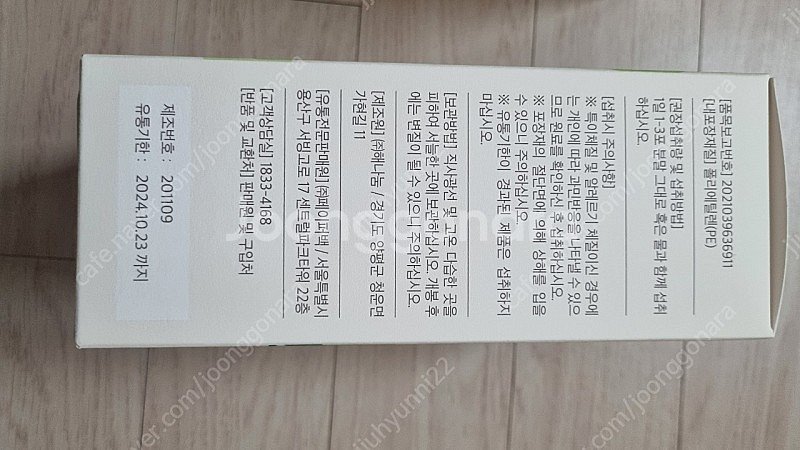 [품목보고번호] 2021039636911
[내포장재질] 폴리에틸렌(PE)
[권장섭취량 및 섭취방법]
1일 1-3포 분말 그대로 혹은 물과 함께 섭취
하십시오.
[섭취시 주의사항]
※ 특이체질 및 알레르기 체질이신 경우에
는 개인에 따라 과민반응을 나타낼 수 있으
므로 원료를 확인하신 후 섭취하십시오.
※ 포장재의 절단면에 의해 상해를 입을
수 있으니 주의하십시오.
※ 유통기한이 경과된 제품은 섭취하지
마십시오.
[보관방법] 직사광선 및 고온 다습한 곳을
피하여 서늘한 곳에 보관하십시오. 개봉 후
에는 변질이 될 수 있으니 주의하십시오.
[제조원] ㈜해나눔 / 경기도 양평군 청운면
가현길 11
[유통전문판매원] ㈜페이퍼백 / 서울특별시
용산구 서빙고로 17 센트럴파크타워 22층
[고객상담실] 1833-4168
[반품 및 교환처] 판매원 및 구입처
제조번호 : 201109
유통기한 : 2024.10.23 까지
joonggonara
cafe.naver.com/joonggonara
jiuhyunni22